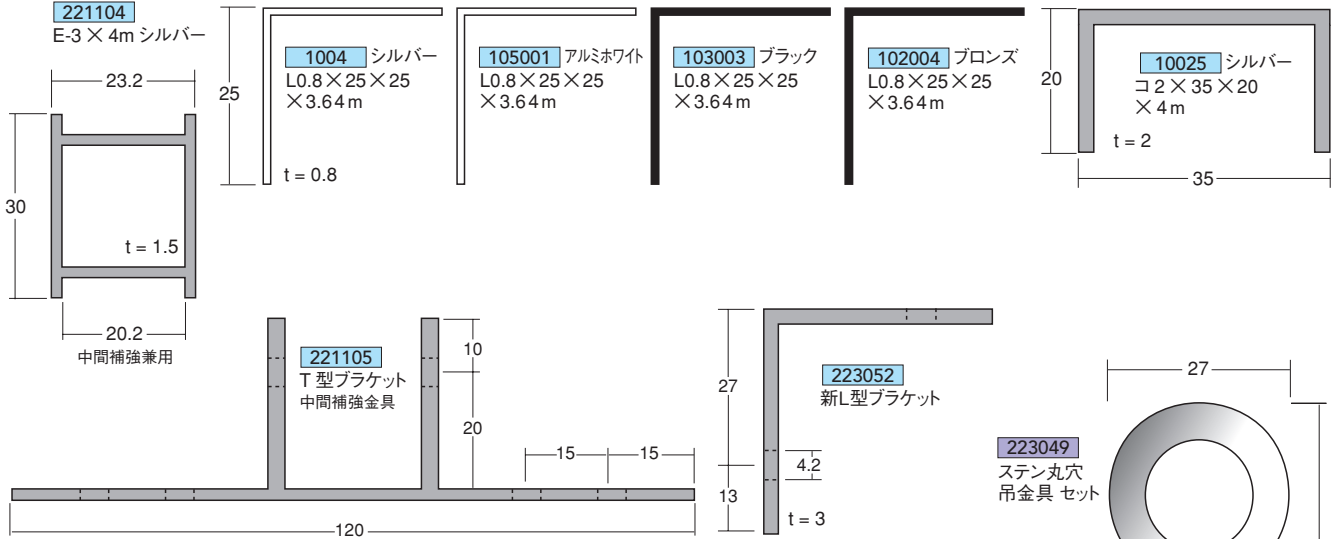 221104
E-3 × 4m シルバー
23.2
30
t = 1.5
20.2
中間補強兼用
25
1004 シルバー
L0.8×25×25
×3.64m
t = 0.8
105001 アルミホワイト
L0.8×25×25
×3.64m
103003 ブラック
L0.8×25×25
×3.64m
102004 ブロンズ
L0.8×25×25
×3.64m
20
10025 シルバー
コ2×35×20
×4m
t = 2
35
221105
T 型ブラケット
中間補強金具
10
20
15
15
120
27
223052
新L型ブラケット
4.2
13
t = 3
27
223049
ステン丸穴
吊金具 セット